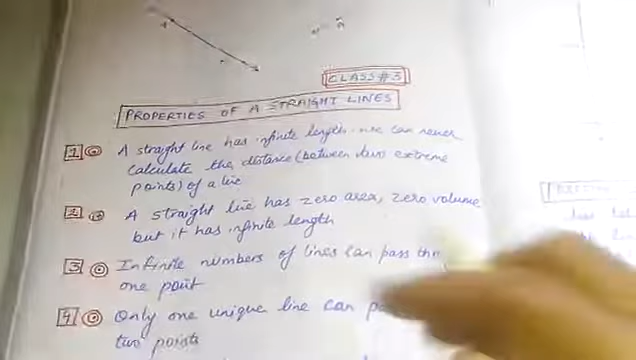 CLASS #3
PROPERTIES OF A STRAIGHT LINES
1 A straight line has infinite length. we can never
calculate the distance (between two extreme
points) of a line
2 A straight line has zero area, zero volume
but it has infinite length
3 Infinite numbers of lines can pass
one point
4 Only one unique line can
two points